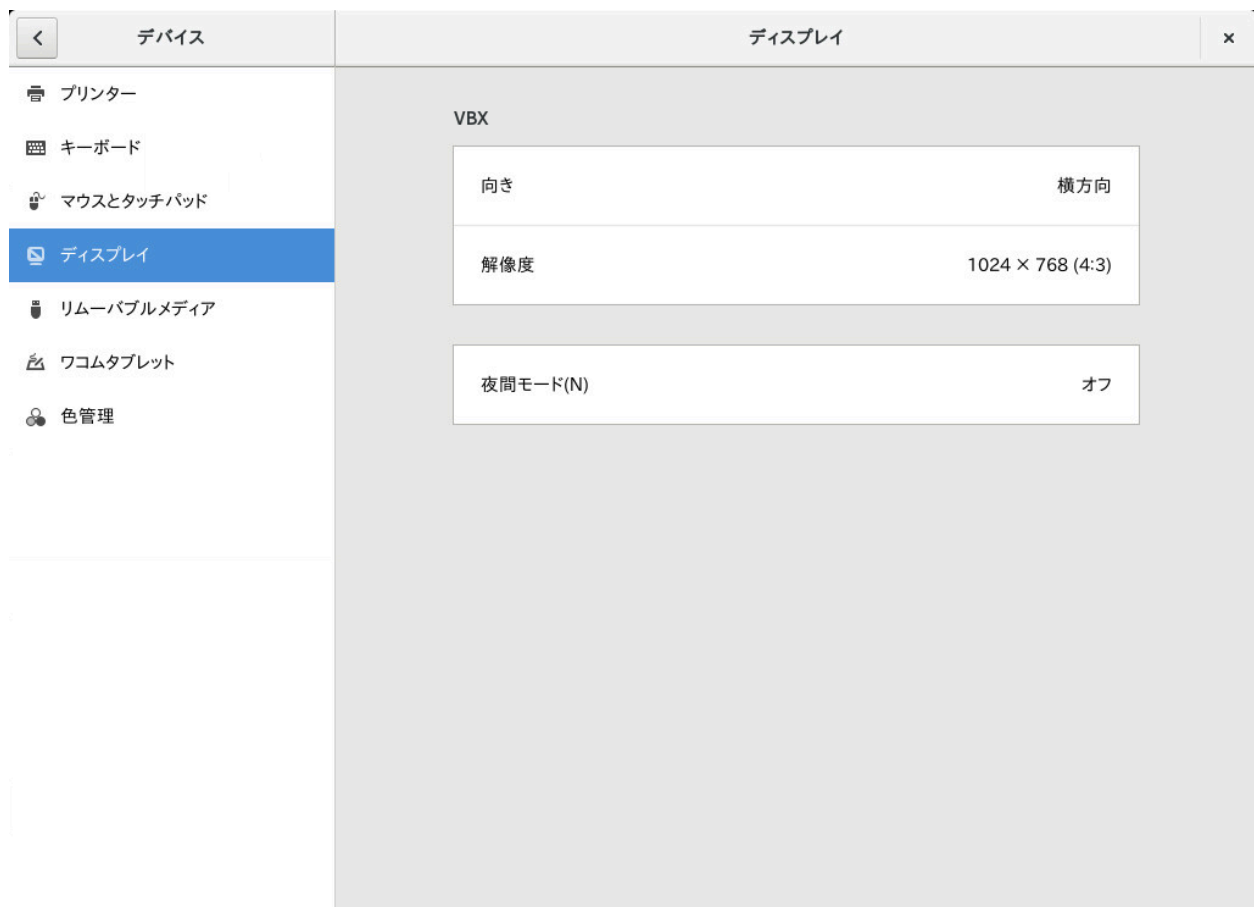 デバイス
ディスプレイ
プリンター
キーボード
マウスとタッチパッド
ディスプレイ
リムーバブルメディア
ワコムタブレット
色管理
VBX
向き 横方向
解像度 1024 × 768 (4:3)
夜間モード(N) オフ